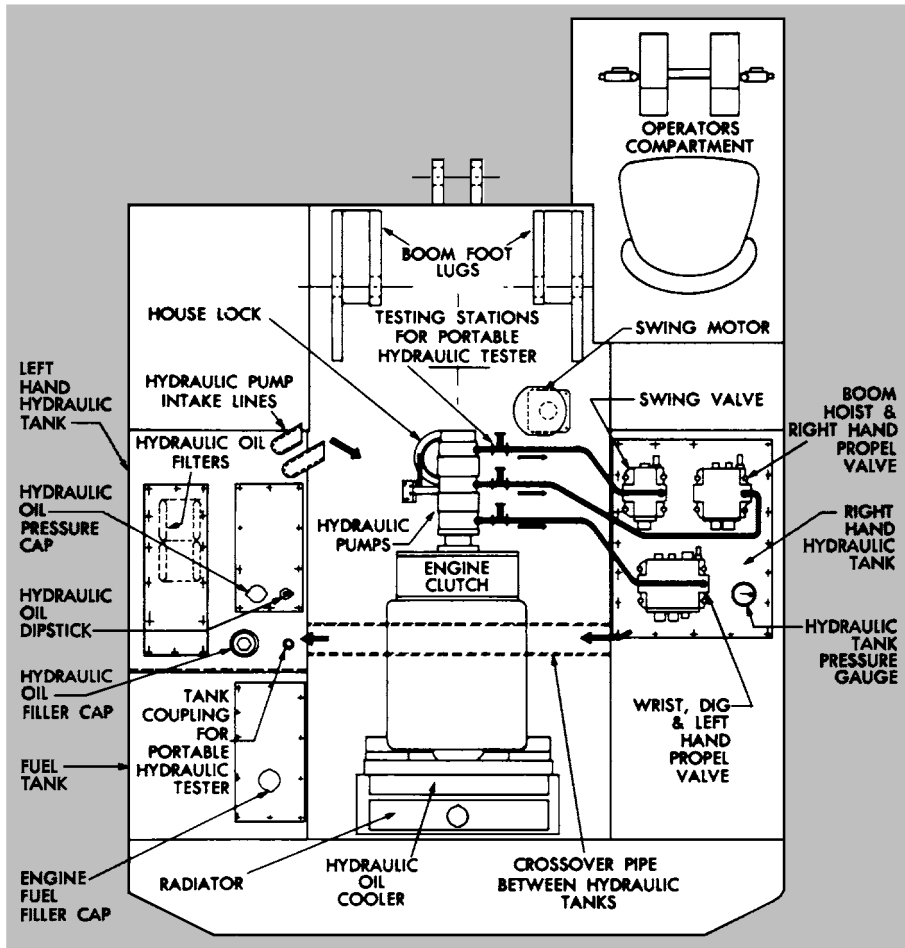 OPERATORS
COMPARTMENT
BOOM FOOT
LUGS
HOUSE LOCK
TESTING STATIONS
FOR PORTABLE
HYDRAULIC TESTER
SWING MOTOR
LEFT
HAND
HYDRAULIC
TANK
HYDRAULIC PUMP
INTAKE LINES
SWING VALVE
BOOM
HOIST &
RIGHT HAND
PROPEL
VALVE
HYDRAULIC OIL
FILTERS
HYDRAULIC
OIL
PRESSURE
CAP
HYDRAULIC
PUMPS
RIGHT
HAND
HYDRAULIC
TANK
ENGINE
CLUTCH
HYDRAULIC
OIL
DIPSTICK
HYDRAULIC
TANK
PRESSURE
GAUGE
HYDRAULIC
OIL
FILLER CAP
TANK
COUPLING
FOR
PORTABLE
HYDRAULIC
TESTER
WRIST, DIG
& LEFT
HAND
PROPEL
VALVE
FUEL
TANK
ENGINE
FUEL
FILLER CAP
RADIATOR
HYDRAULIC
OIL
COOLER
CROSSOVER PIPE
BETWEEN HYDRAULIC
TANKS